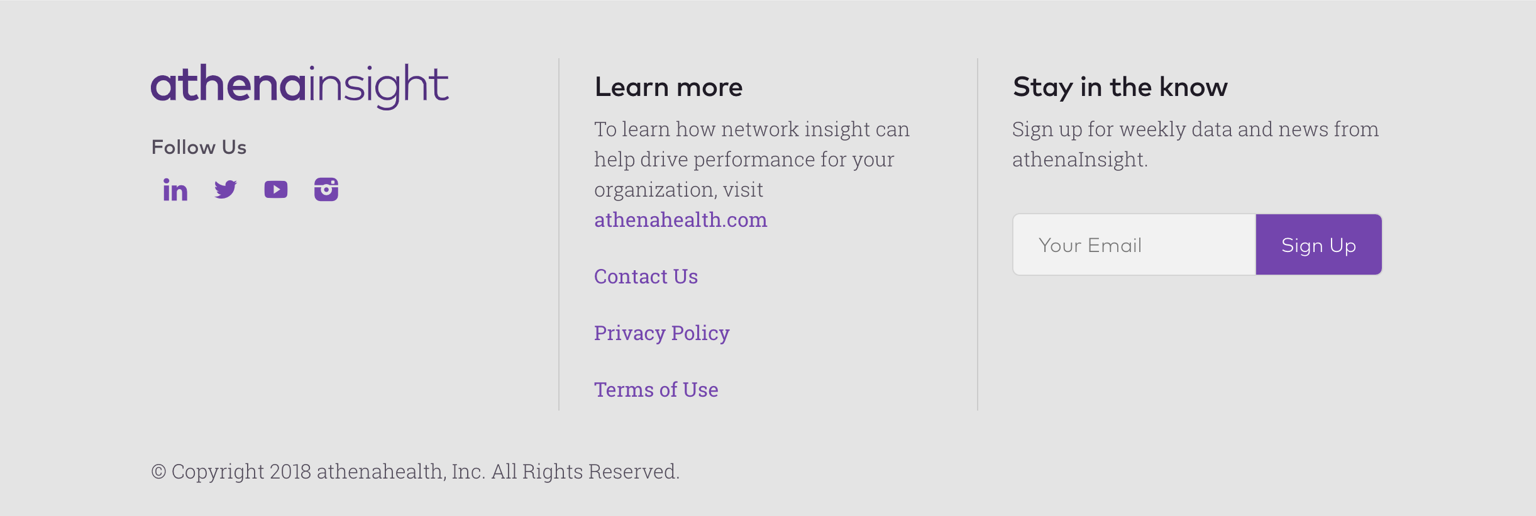 athenainsight
Follow Us
Learn more
To learn how network insight can
help drive performance for your
organization, visit
athenahealth.com
Contact Us
Privacy Policy
Terms of Use
Stay in the know
Sign up for weekly data and news from
athenaInsight.
Your Email
Sign Up
© Copyright 2018 athenahealth, Inc. All Rights Reserved.